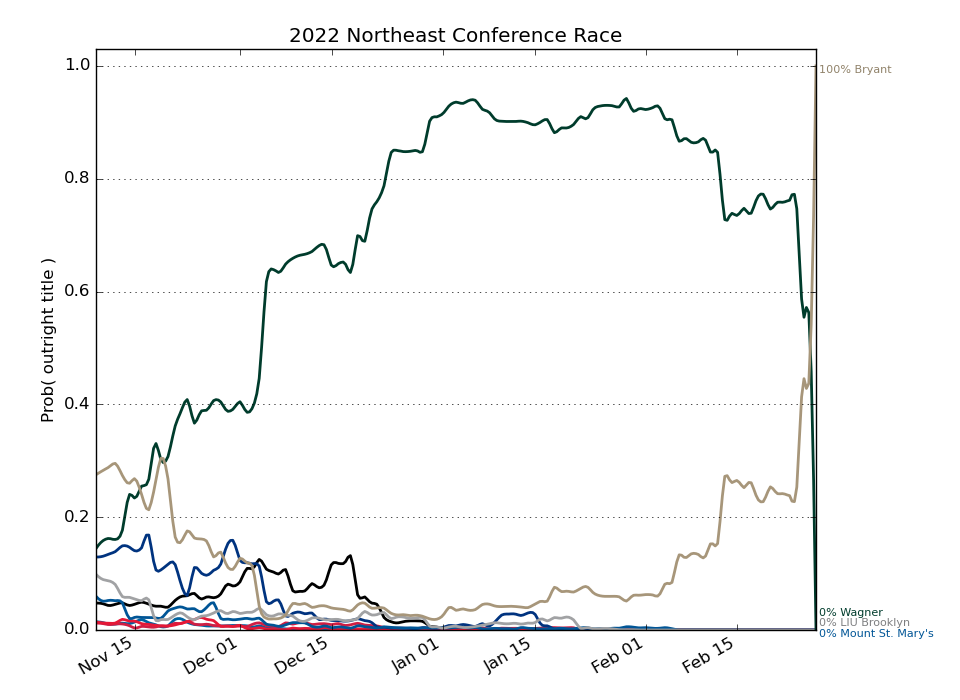 2022 Northeast Conference Race
Prob( outright title )
1.0
0.8
0.6
0.4
0.2
0.0
Nov 15
Dec 01
Dec 15
Jan 01
Jan 15
Feb 01
Feb 15
100% Bryant
0% Wagner
0% LIU Brooklyn
0% Mount St. Mary's